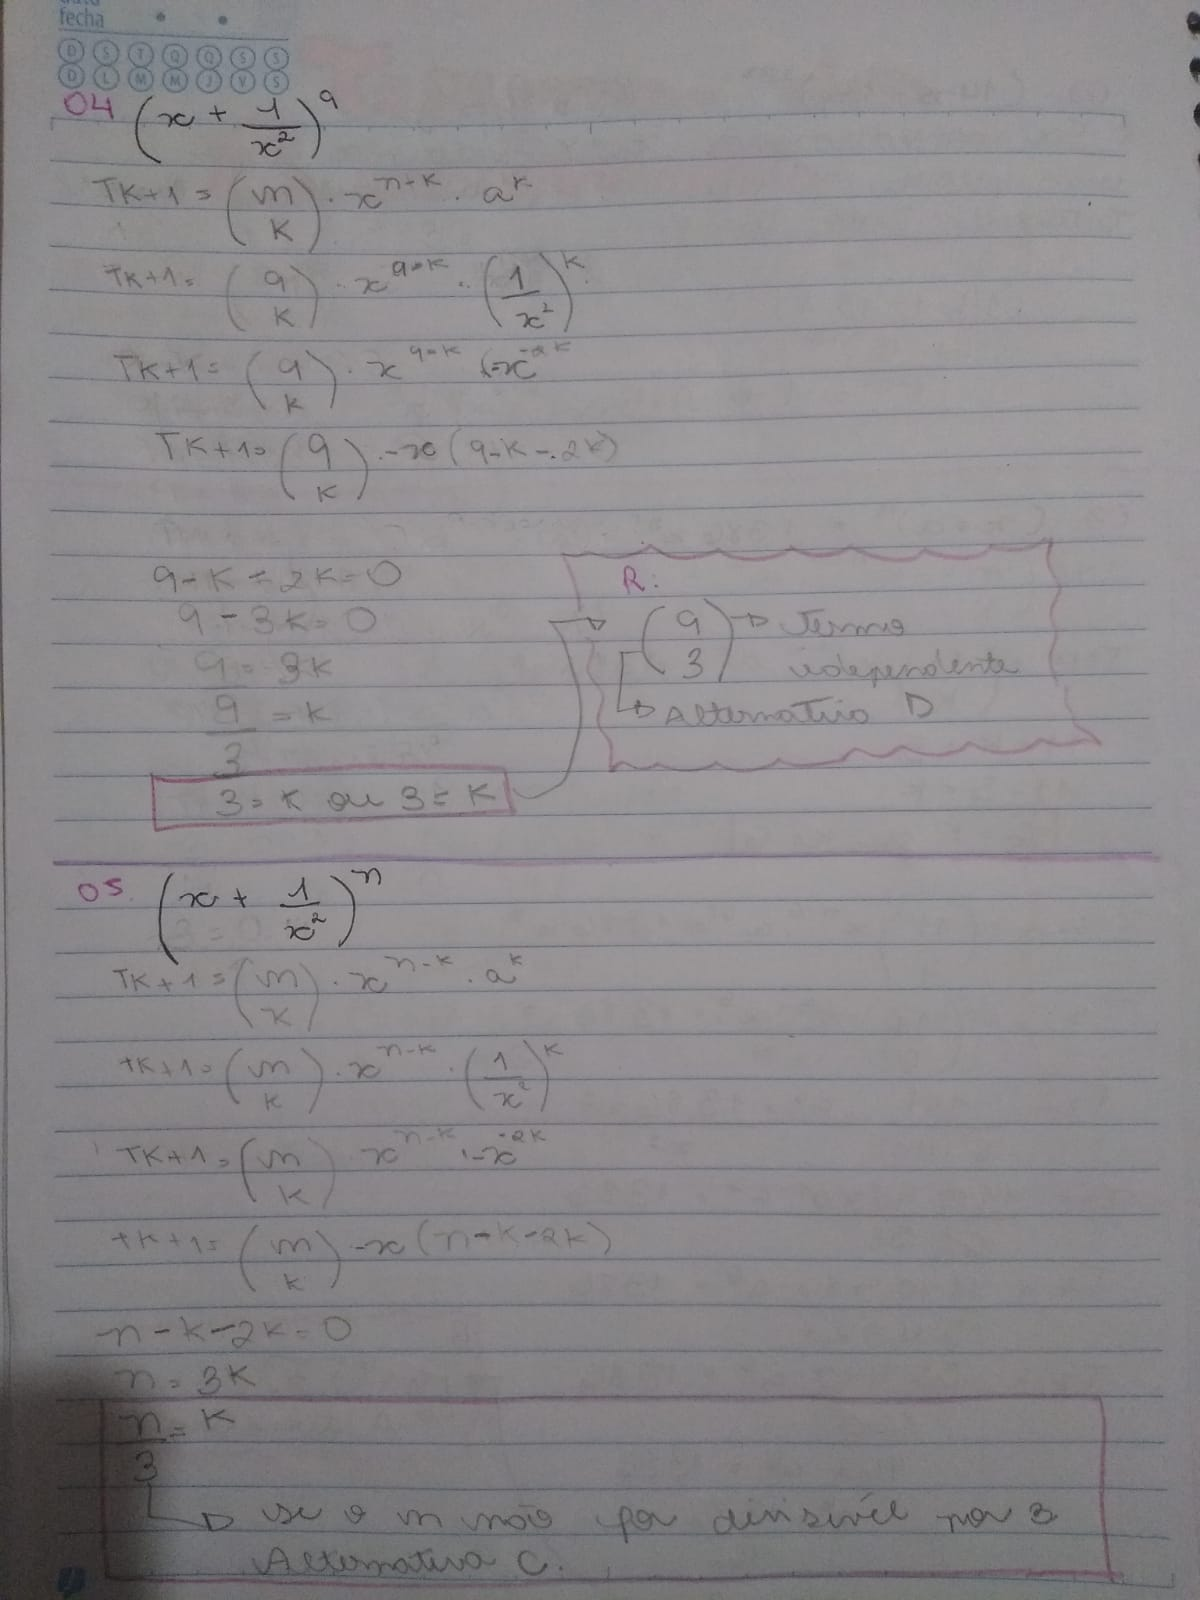 fecha
D S T Q Q S S
D L M M J V S
04 (x + 1/x²)⁹
TK+1 = (n K) · x^(n-K) · a^K
TK+1 = (9 K) · x^(9-K) · (1/x²)^K
TK+1 = (9 K) · x^(9-K) (-x^(-2K)
TK+1 = (9 K) · -x (9-K-.2K)
9-K-2K=0
9-3K=0
9=3K
9/3 = K
3=K ou 3=K
R:
(9 3) → Termo
idependente
↳ Alternativa D
05. (x + 1/x²)^n
TK+1 = (n K) · x^(n-K) · a^K
TK+1 = (n K) · x^(n-K) · (1/x²)^K
TK+1 = (n K) x^(n-K) · -x^(-2K)
TK+1 = (n K) -x (n-K-2K)
n-K-2K=0
n=3K
n/3 = K
↳ se o n não for divisivél por 3
Alternativa C.